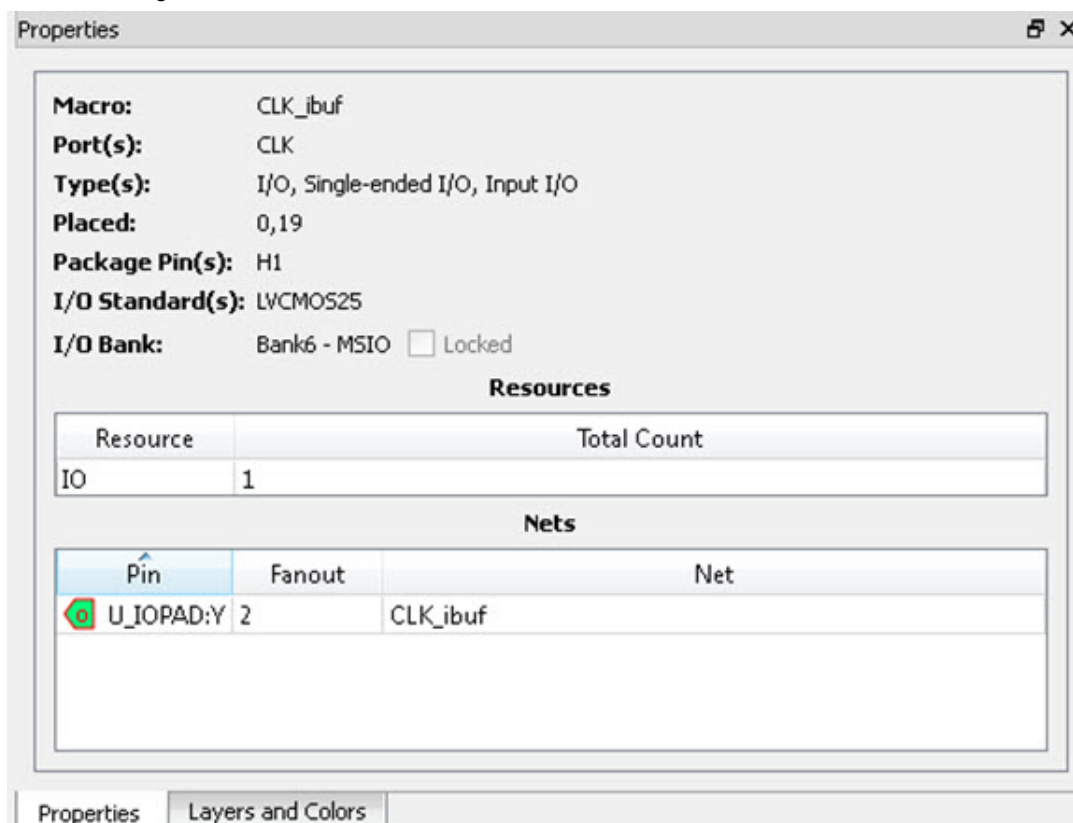 Properties
Macro: CLK_ibuf
Port(s): CLK
Type(s): I/O, Single-ended I/O, Input I/O
Placed: 0,19
Package Pin(s): H1
I/O Standard(s): LVCMOS25
I/O Bank: Bank6 - MSIO Locked
Resources
Resource Total Count
IO 1
Nets
Pin Fanout Net
O U_IOPAD:Y 2 CLK_ibuf
Properties Layers and Colors